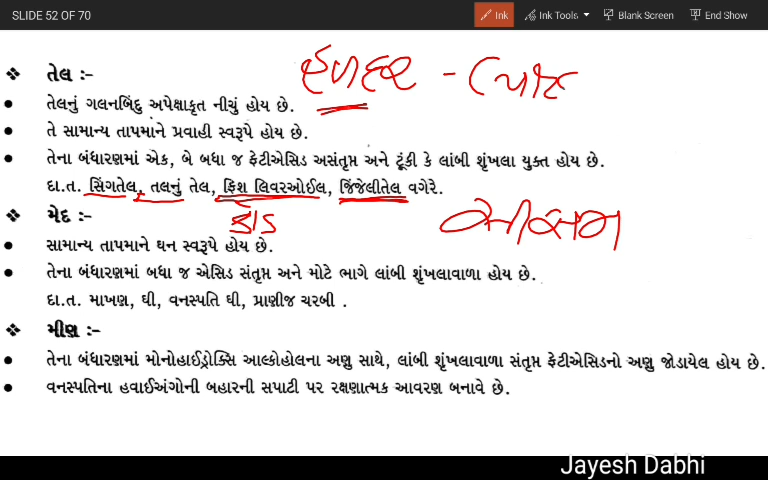 SLIDE 52 OF 70
Ink
Ink Tools
Blank Screen
End Show
❖ તેલ :-
• તેલનું ગલનબિંદુ અપેક્ષાકૃત નીચું હોય છે.
• તે સામાન્ય તાપમાને પ્રવાહી સ્વરૂપે હોય છે.
• તેના બંધારણમાં એક, બે બધા જ ફેટીએસિડ અસંતૃપ્ત અને ટૂંકી કે લાંબી શૃંખલા યુક્ત હોય છે.
દા.ત. સિંગતેલ, તલનું તેલ, ફિશ લિવરઓઈલ, જિંજેલીતેલ વગેરે.
કોડ
❖ મેદ :-
• સામાન્ય તાપમાને ઘન સ્વરૂપે હોય છે.
• તેના બંધારણમાં બધા જ એસિડ સંતૃપ્ત અને મોટે ભાગે લાંબી શૃંખલાવાળા હોય છે.
દા.ત. માખણ, ઘી, વનસ્પતિ ઘી, પ્રાણીજ ચરબી .
❖ મીણ :-
• તેના બંધારણમાં મોનોહાઈડ્રોક્સિ આલ્કોહોલના અણુ સાથે, લાંબી શૃંખલાવાળા સંતૃપ્ત ફેટીએસિડનો અણુ જોડાયેલ હોય છે.
• વનસ્પતિના હવાઈઅંગોની બહારની સપાટી પર રક્ષણાત્મક આવરણ બનાવે છે.
Jayesh Dabhi